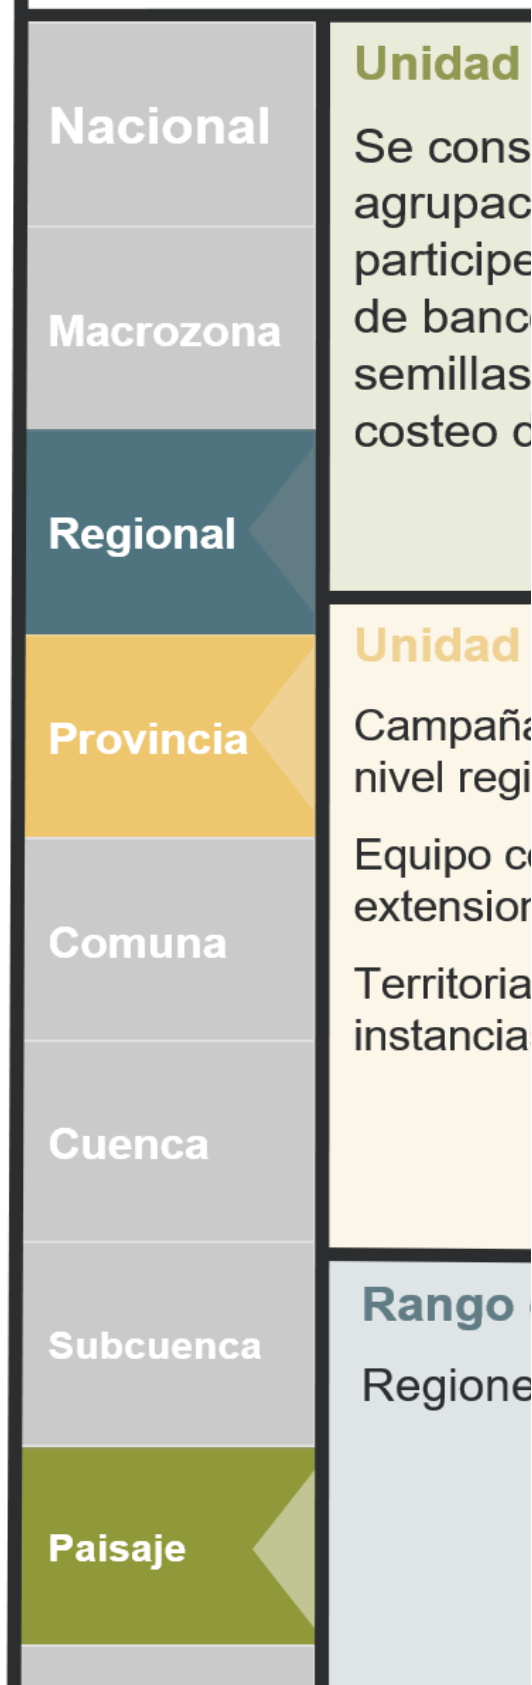 Nacional
Macrozona
Regional
Provincia
Comuna
Cuenca
Subcuenca
Paisaje
Unidad
Se cons
agrupac
participe
de banc
semillas
costeo d
Unidad
Campaña
nivel regi
Equipo c
extension
Territoria
instancia
Rango
Regione